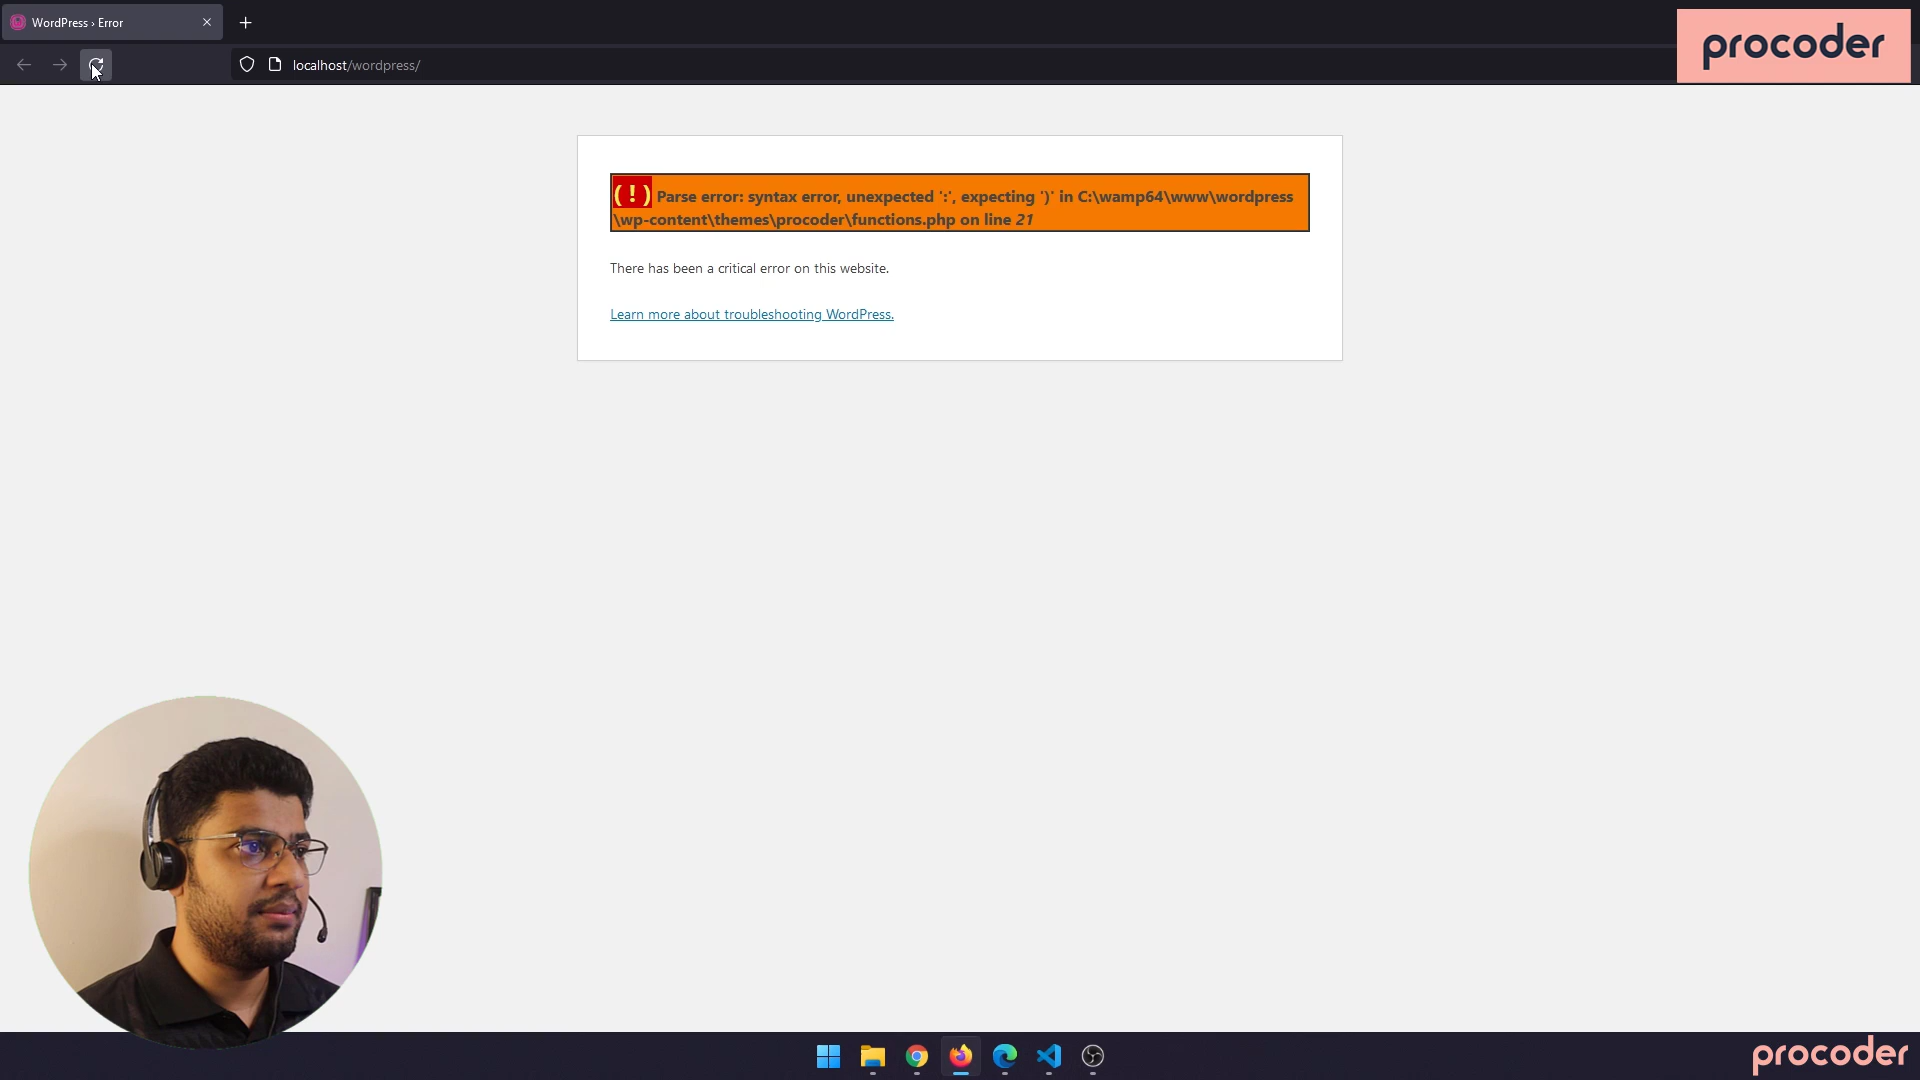 WordPress › Error
localhost/wordpress/
procoder
( ! ) Parse error: syntax error, unexpected ':', expecting ')' in C:\wamp64\www\wordpress
\wp-content\themes\procoder\functions.php on line 21
There has been a critical error on this website.
Learn more about troubleshooting WordPress.
procoder